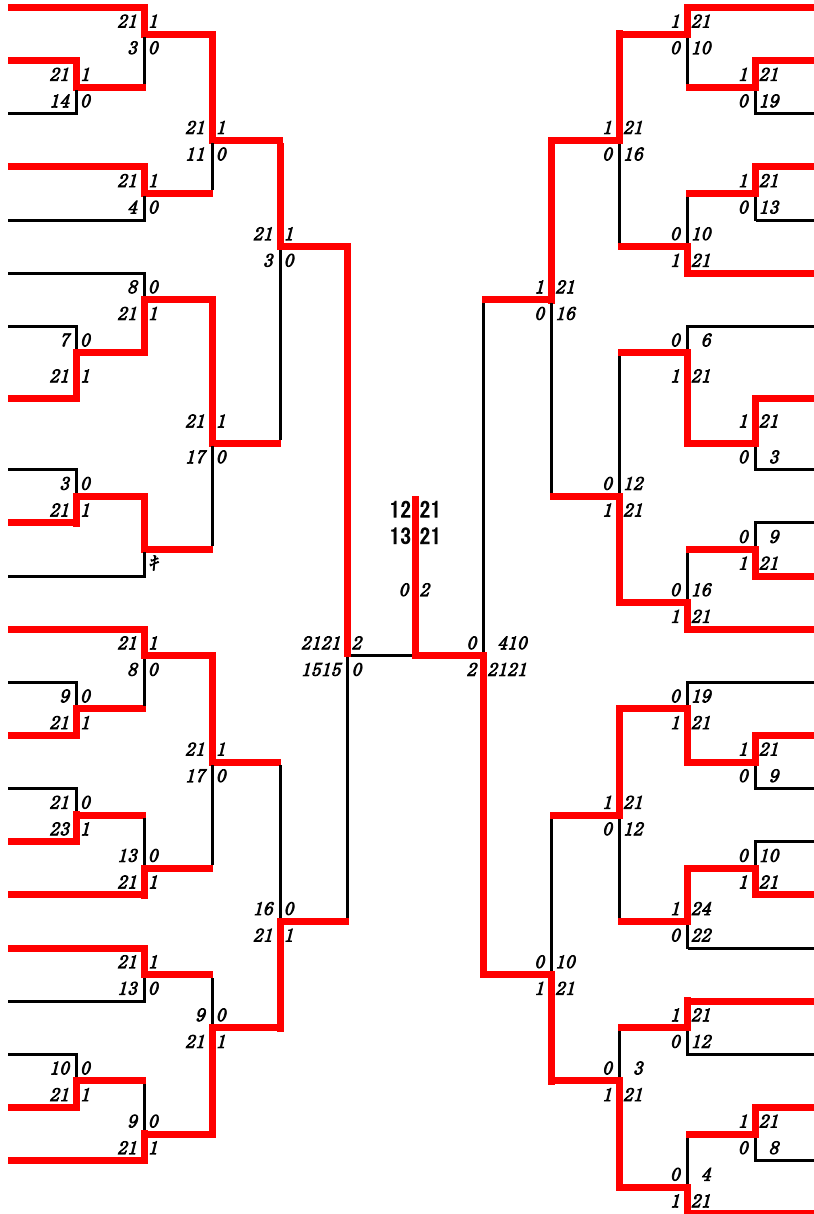 21 1 1 21
3 0 0 10
21 1 1 21
14 0 0 19
21 1 1 21
11 0 0 16
21 1 1 21
4 0 0 13
21 1 0 10
3 0 1 21
8 0 1 21
21 1 0 16
7 0 0 6
21 1 1 21
21 1 1 21
17 0 0 3
3 0 0 12
21 1 1 21
12 21
13 21
0 9
1 21
ｷ
0 2 0 16
1 21
21 1 2121 2 0 410
8 0 1515 0 2 2121
9 0 0 19
21 1 1 21
21 1 1 21
17 0 0 9
21 0 1 21
23 1 0 12
13 0 0 10
21 1 1 21
16 0 1 24
21 1 0 22
21 1 0 10
13 0 1 21
9 0 1 21
21 1 0 12
10 0 0 3
21 1 1 21
9 0 1 21
21 1 0 8
0 4
1 21